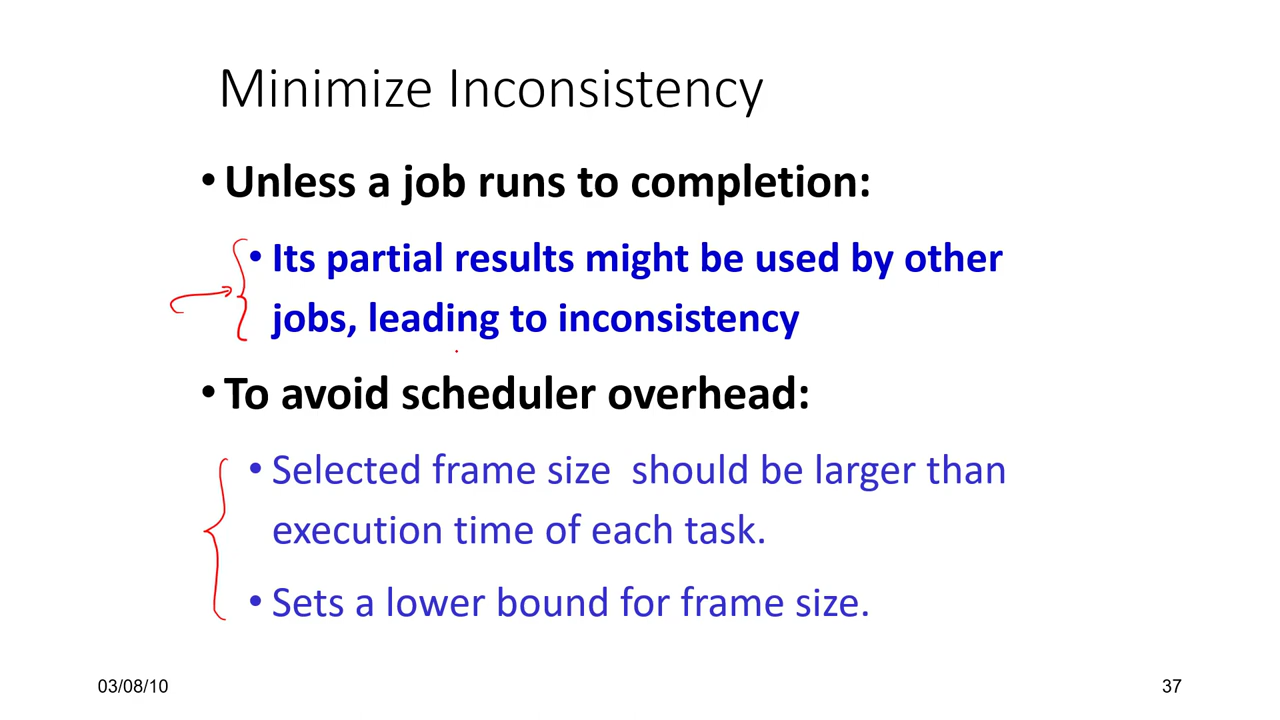 Minimize Inconsistency
• Unless a job runs to completion:
• Its partial results might be used by other
jobs, leading to inconsistency
• To avoid scheduler overhead:
• Selected frame size should be larger than
execution time of each task.
• Sets a lower bound for frame size.
03/08/10
37